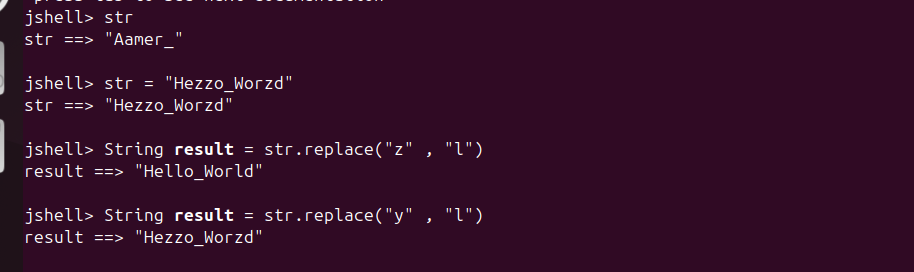 jshell> str
str ==> "Aamer_"
jshell> str = "Hezzo_Worzd"
str ==> "Hezzo_Worzd"
jshell> String result = str.replace("z" , "l")
result ==> "Hello_World"
jshell> String result = str.replace("y" , "l")
result ==> "Hezzo_Worzd"